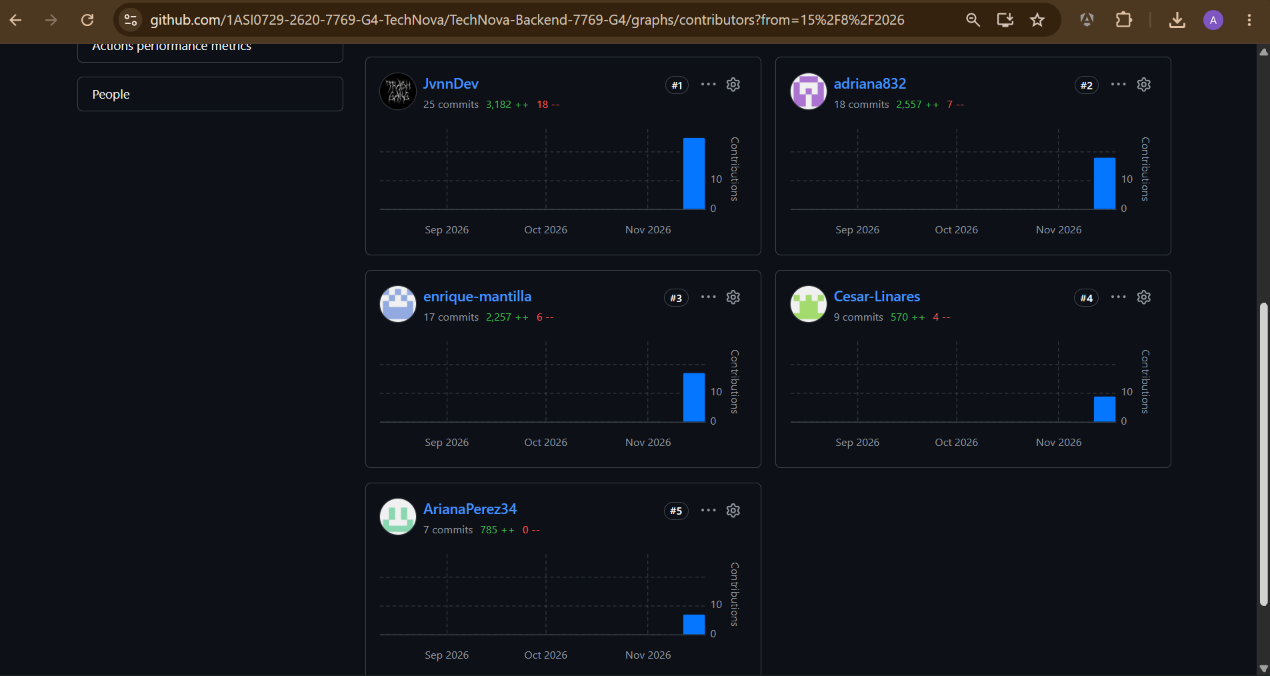 github.com/1ASI0729-2620-7769-G4-TechNova/TechNova-Backend-7769-G4/graphs/contributors?from=15%2F8%2F2026
A
Actions performance metrics
People
JvnnDev
#1
25 commits 3,182 ++ 18 --
Contributions
10
0
Sep 2026 Oct 2026 Nov 2026
adriana832
#2
18 commits 2,557 ++ 7 --
Contributions
10
0
Sep 2026 Oct 2026 Nov 2026
enrique-mantilla
#3
17 commits 2,257 ++ 6 --
Contributions
10
0
Sep 2026 Oct 2026 Nov 2026
Cesar-Linares
#4
9 commits 570 ++ 4 --
Contributions
10
0
Sep 2026 Oct 2026 Nov 2026
ArianaPerez34
#5
7 commits 785 ++ 0 --
Contributions
10
0
Sep 2026 Oct 2026 Nov 2026